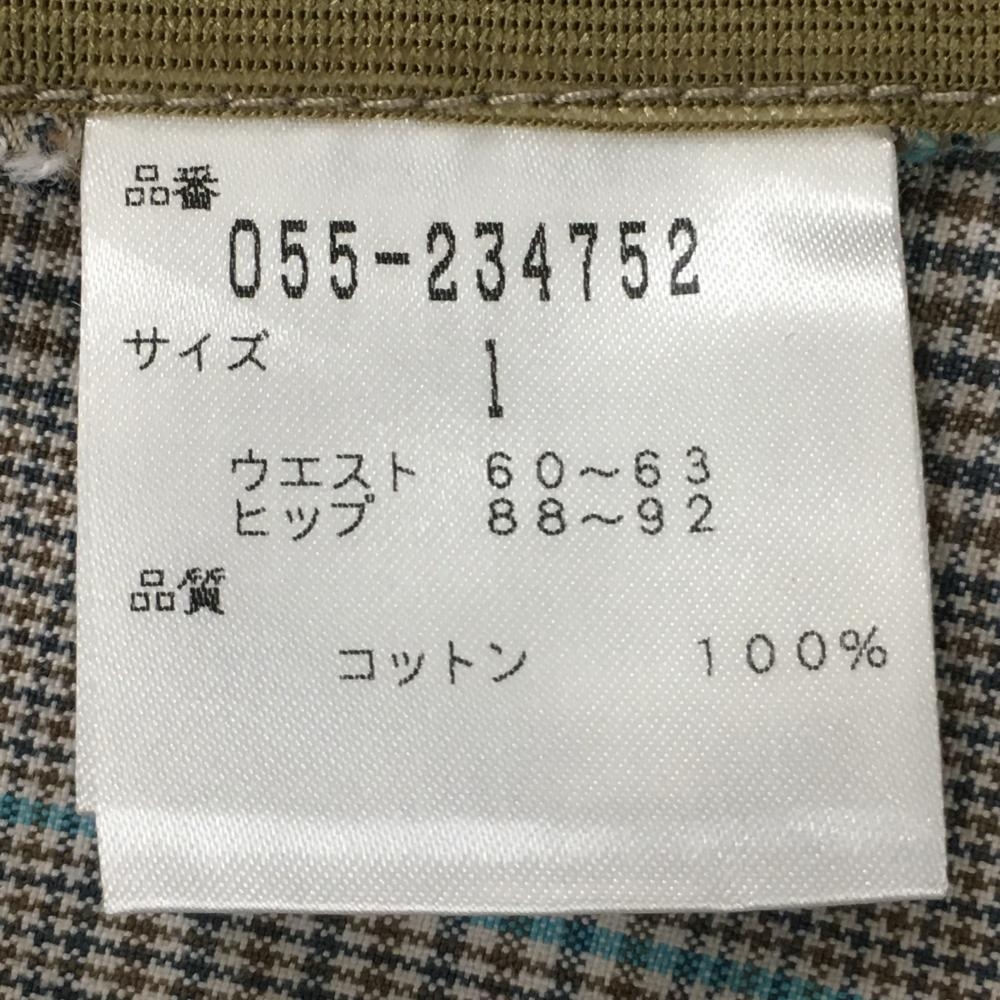 品番
055-234752
サイズ 1
ウエスト 60～63
ヒップ 88～92
品質
コットン 100%